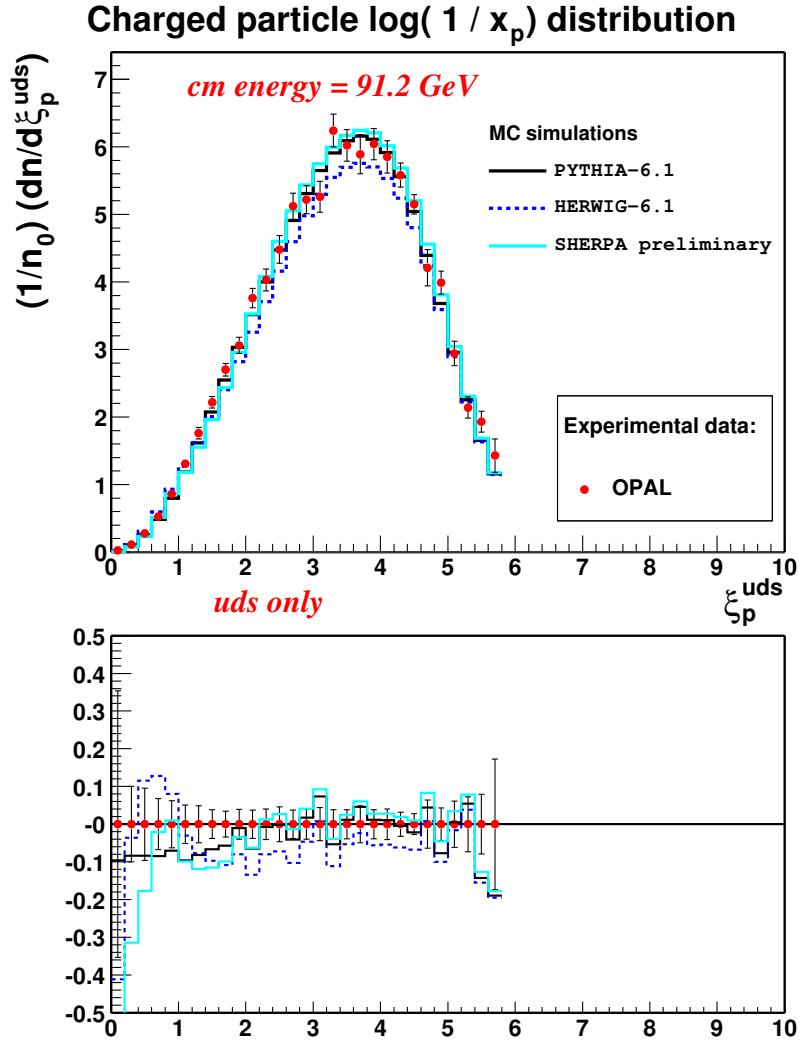 Charged particle log( 1 / x_p) distribution
(1/n_0) (dn/dξ_p^uds)
cm energy = 91.2 GeV
MC simulations
PYTHIA-6.1
HERWIG-6.1
SHERPA preliminary
Experimental data:
OPAL
7
6
5
4
3
2
1
0
0 1 2 3 4 5 6 7 8 9 10
uds only
ξ_p^uds
0.5
0.4
0.3
0.2
0.1
-0
-0.1
-0.2
-0.3
-0.4
-0.5
0 1 2 3 4 5 6 7 8 9 10